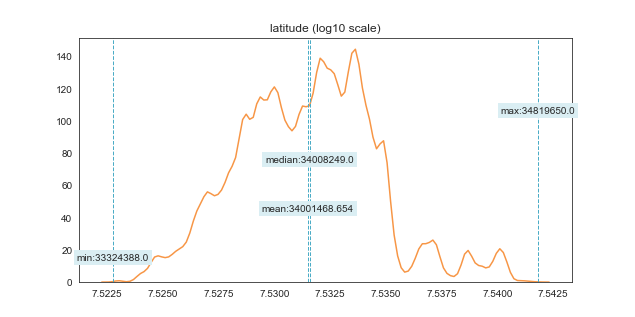 latitude (log10 scale)
140
120
100
80
60
40
20
0
max:34819650.0
median:34008249.0
mean:34001468.654
min:33324388.0
7.5225 7.5250 7.5275 7.5300 7.5325 7.5350 7.5375 7.5400 7.5425